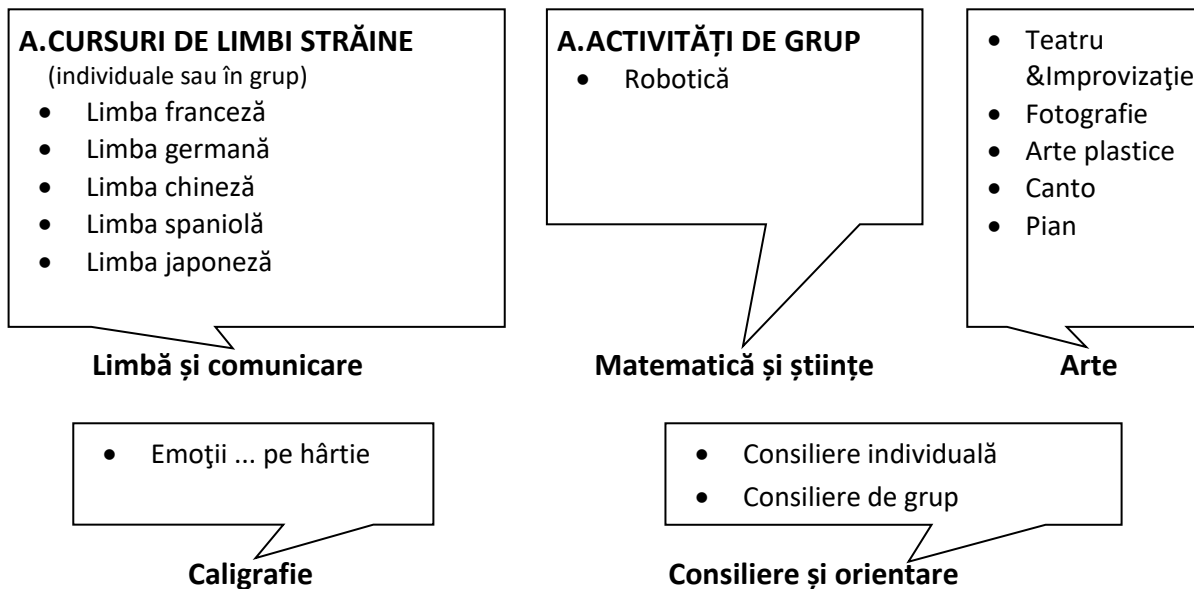 A.CURSURI DE LIMBI STRĂINE
(individuale sau în grup)
• Limba franceză
• Limba germană
• Limba chineză
• Limba spaniolă
• Limba japoneză
Limbă și comunicare
A.ACTIVITĂȚI DE GRUP
• Robotică
Matematică și științe
• Teatru
&Improvizaţie
• Fotografie
• Arte plastice
• Canto
• Pian
Arte
• Emoţii ... pe hârtie
Caligrafie
• Consiliere individuală
• Consiliere de grup
Consiliere și orientare